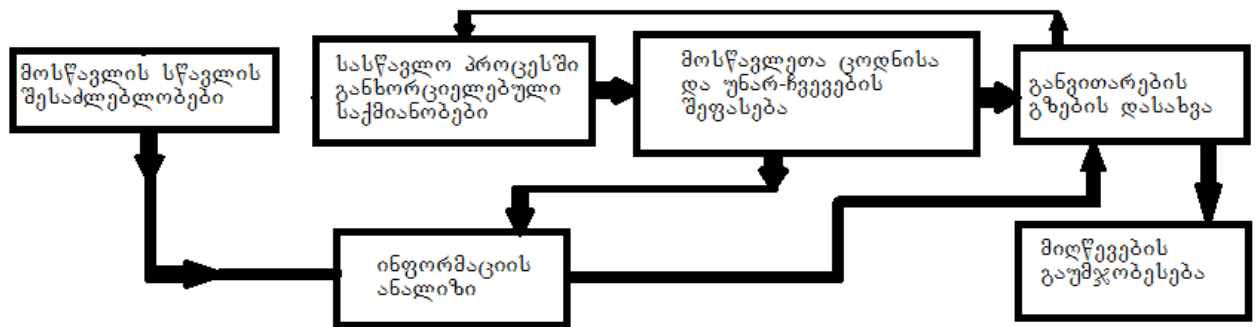 მოსწავლის სწავლის
შესაძლებლობები
სასწავლო პროცესში
განხორციელებული
საქმიანობები
მოსწავლეთა ცოდნისა
და უნარ-ჩვევების
შეფასება
განვითარების
გზების დასახვა
ინფორმაციის
ანალიზი
მიღწევების
გაუმჯობესება